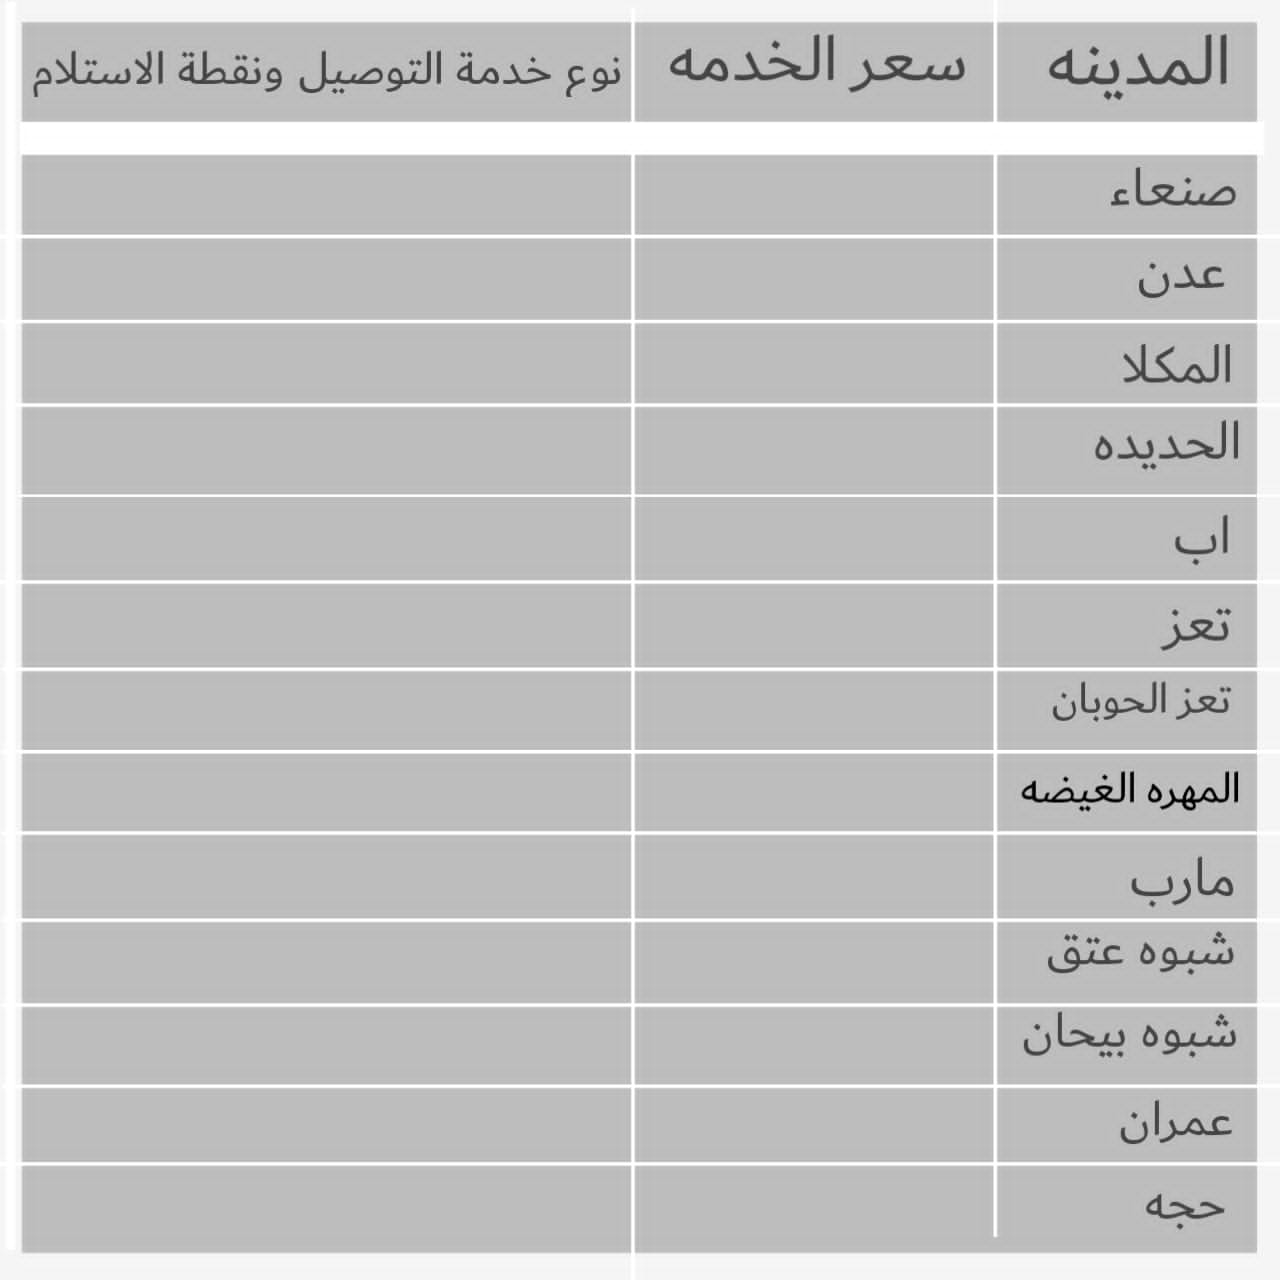 المدينه سعر الخدمه نوع خدمة التوصيل ونقطة الاستلام
صنعاء
عدن
المكلا
الحديده
اب
تعز
تعز الحوبان
المهره الغيضه
مارب
شبوه عتق
شبوه بيحان
عمران
حجه